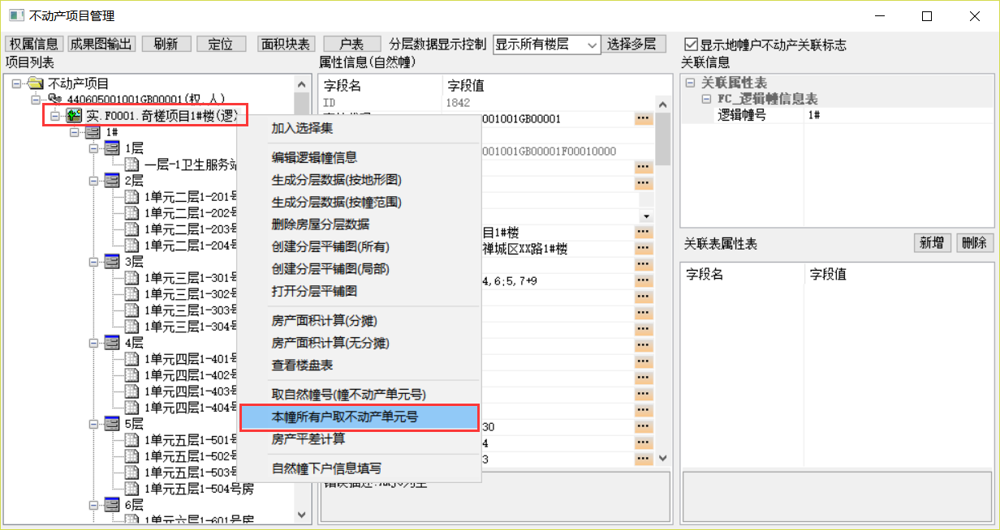 不动产项目管理
权属信息 成果图输出 刷新 定位 面积块表 户表 分层数据显示控制 显示所有楼层 选择多层 显示地幢户不动产关联标志
项目列表
不动产项目
440605001001GB00001(权 人)
实.F0001.奇槎项目1#楼(逻
1#
1层
一层-1卫生服务站
2层
1单元二层1-201号
1单元二层1-202号
1单元二层1-203号
1单元二层1-204号
3层
1单元三层1-301号
1单元三层1-302号
1单元三层1-303号
1单元三层1-304号
4层
1单元四层1-401号
1单元四层1-402号
1单元四层1-403号
1单元四层1-404号
5层
1单元五层1-501号
1单元五层1-502号
1单元五层1-503号
1单元五层1-504号房
6层
1单元六层1-601号房
加入选择集
编辑逻辑幢信息
生成分层数据(按地形图)
生成分层数据(按幢范围)
删除房屋分层数据
创建分层平铺图(所有)
创建分层平铺图(局部)
打开分层平铺图
房产面积计算(分摊)
房产面积计算(无分摊)
查看楼盘表
取自然幢号(幢不动产单元号)
本幢所有户取不动产单元号
房产平差计算
自然幢下户信息填写
属性信息(自然幢)
字段名 字段值
ID 1842
001001GB00001
001001GB00001F00010000
目1#楼
禅城区XX路1#楼
4,6;5,7+9
30
4
3
关联信息
关联属性表
FC_逻辑幢信息表
逻辑幢号 1#
关联表属性表 新增 删除
字段名 字段值